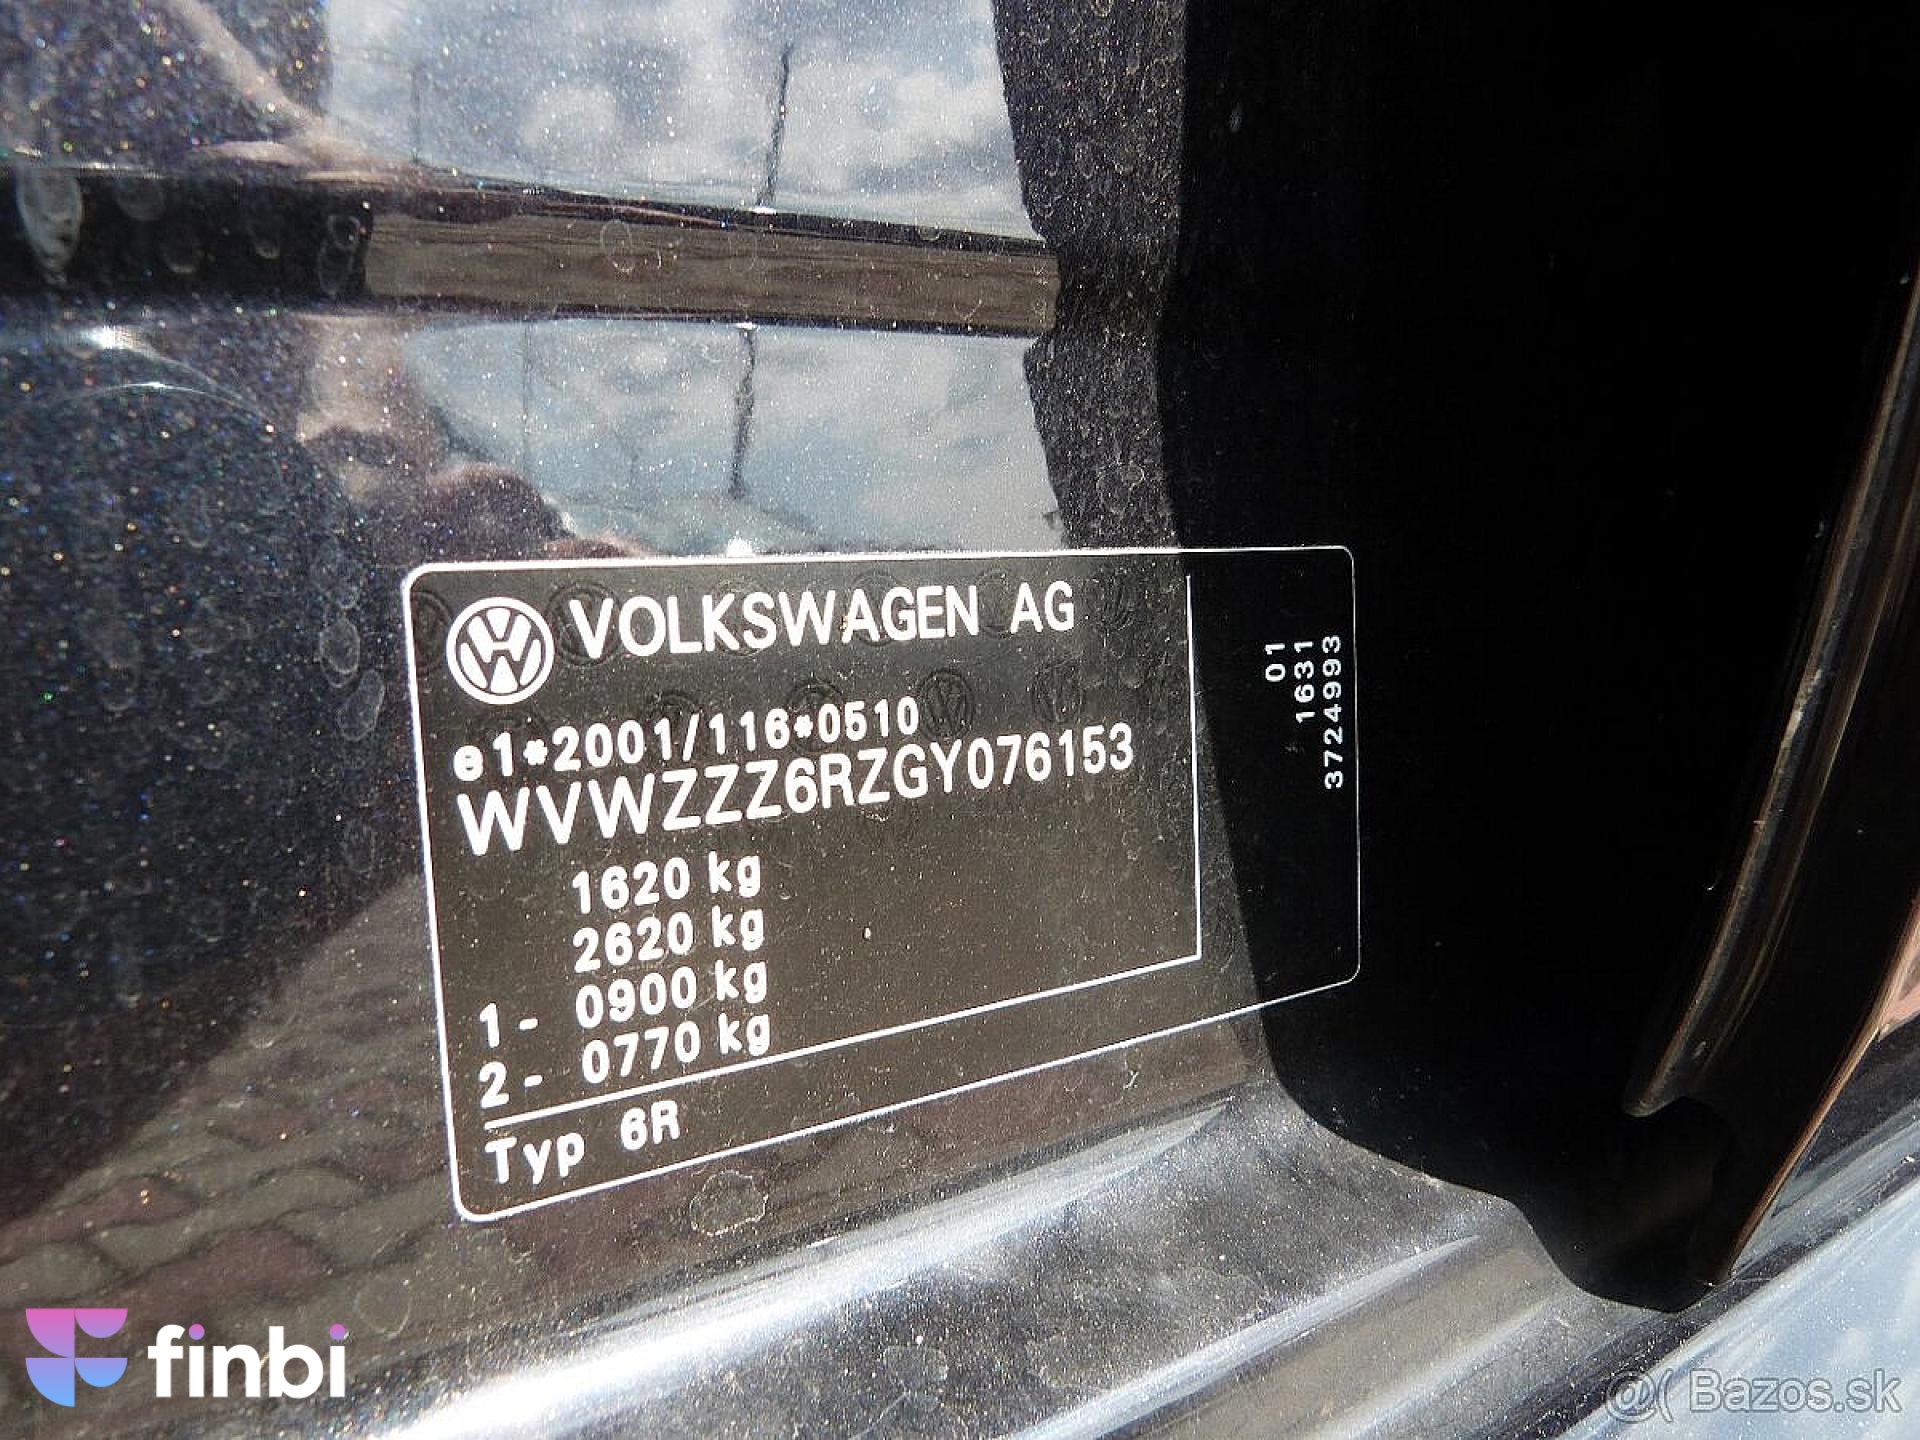 VOLKSWAGEN AG
e1*2001/116*0510
WVWZZZ6RZGY076153
1620 kg
2620 kg
1- 0900 kg
2- 0770 kg
Typ 6R
01
1631
3724993
finbi
@( Bazos.sk